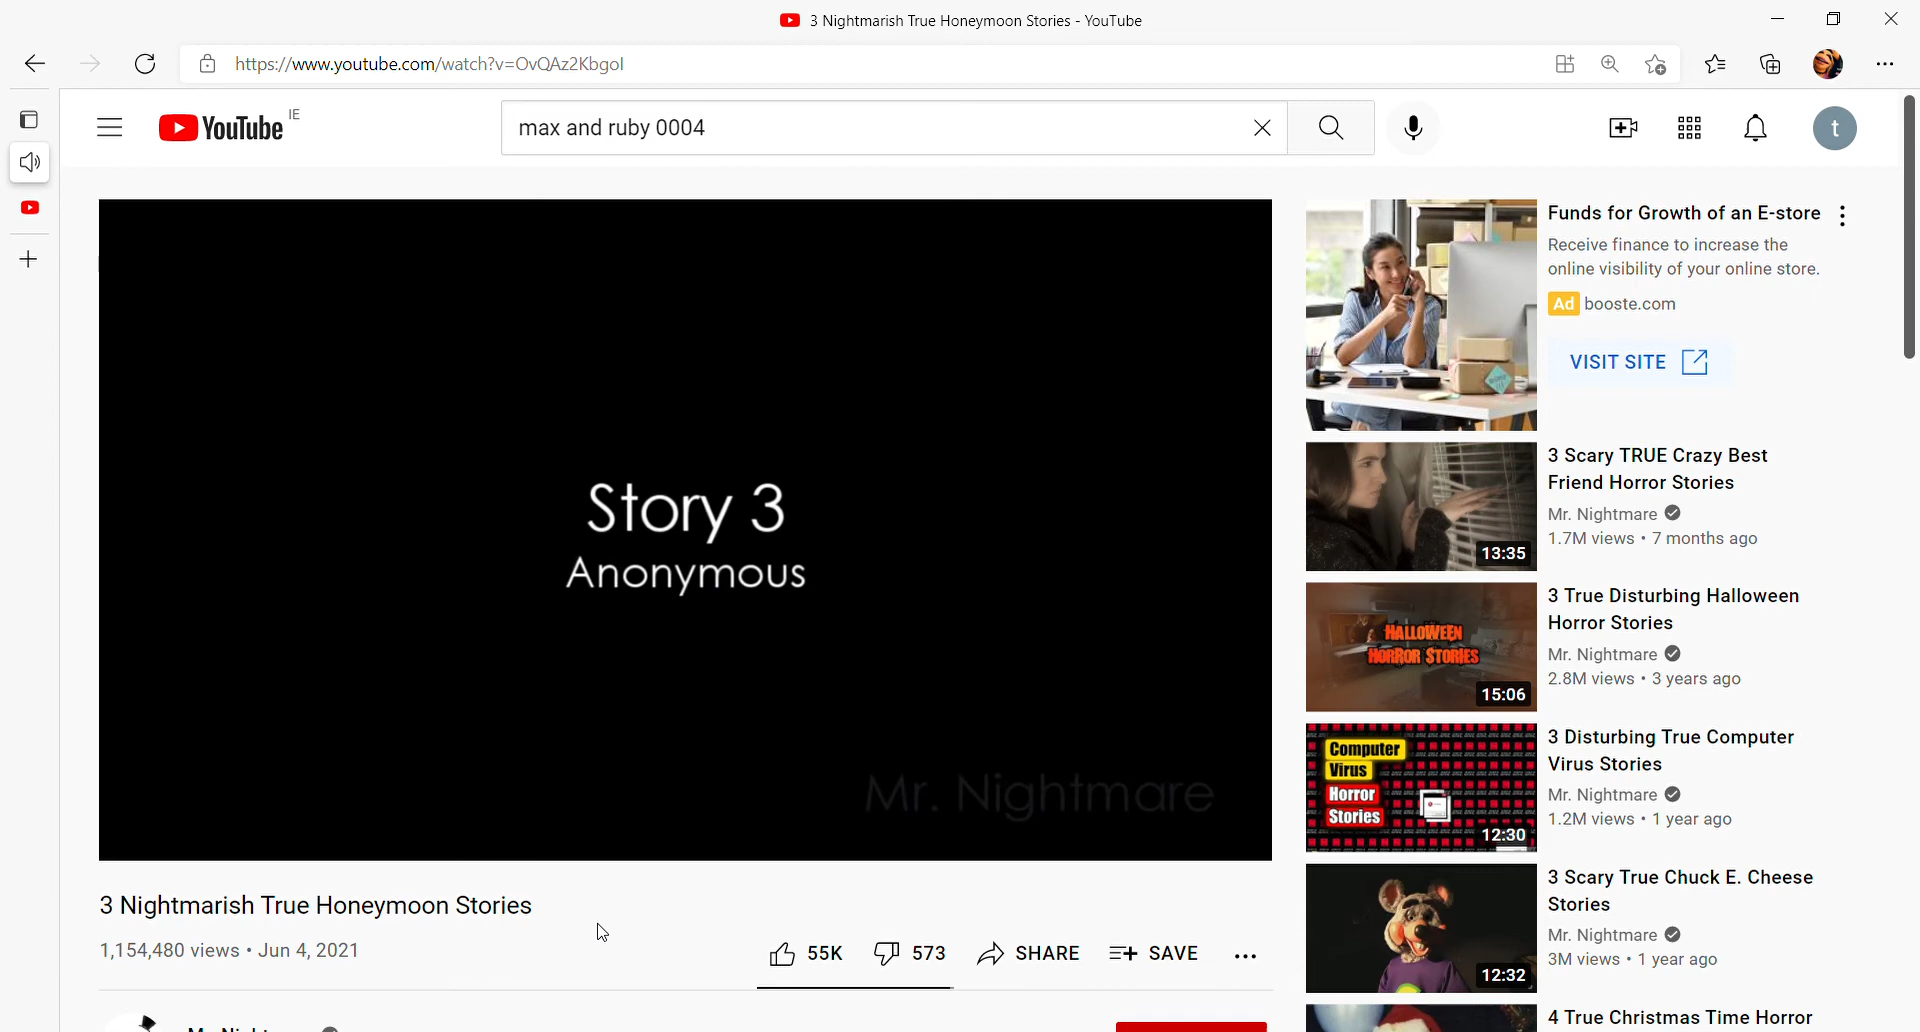 3 Nightmarish True Honeymoon Stories - YouTube
https://www.youtube.com/watch?v=OvQAz2Kbgol
YouTube IE
max and ruby 0004
t
Story 3
Anonymous
Mr. Nightmare
3 Nightmarish True Honeymoon Stories
1,154,480 views • Jun 4, 2021
55K
573
SHARE
SAVE
Funds for Growth of an E-store
Receive finance to increase the
online visibility of your online store.
Ad booste.com
VISIT SITE
13:35
3 Scary TRUE Crazy Best
Friend Horror Stories
Mr. Nightmare
1.7M views • 7 months ago
HALLOWEEN
HORROR STORIES
15:06
3 True Disturbing Halloween
Horror Stories
Mr. Nightmare
2.8M views • 3 years ago
Computer
Virus
Horror
Stories
12:30
3 Disturbing True Computer
Virus Stories
Mr. Nightmare
1.2M views • 1 year ago
12:32
3 Scary True Chuck E. Cheese
Stories
Mr. Nightmare
3M views • 1 year ago
4 True Christmas Time Horror